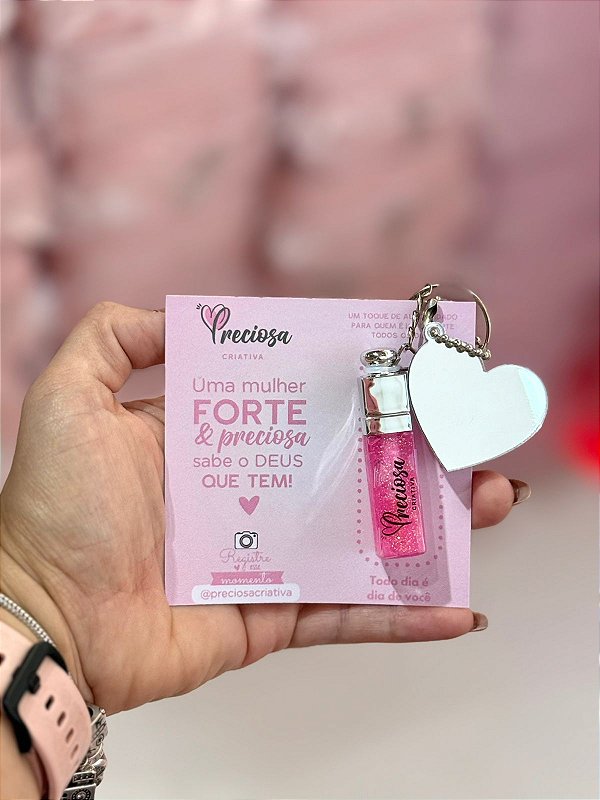 Preciosa
CRIATIVA
Uma mulher
FORTE
& preciosa
sabe o DEUS
QUE TEM!
Registre
esse
momento
@preciosacriativa
UM TOQUE DE
PARA QUEM É
TODOS
Preciosa
CRIATIVA
Todo dia é
dia de você